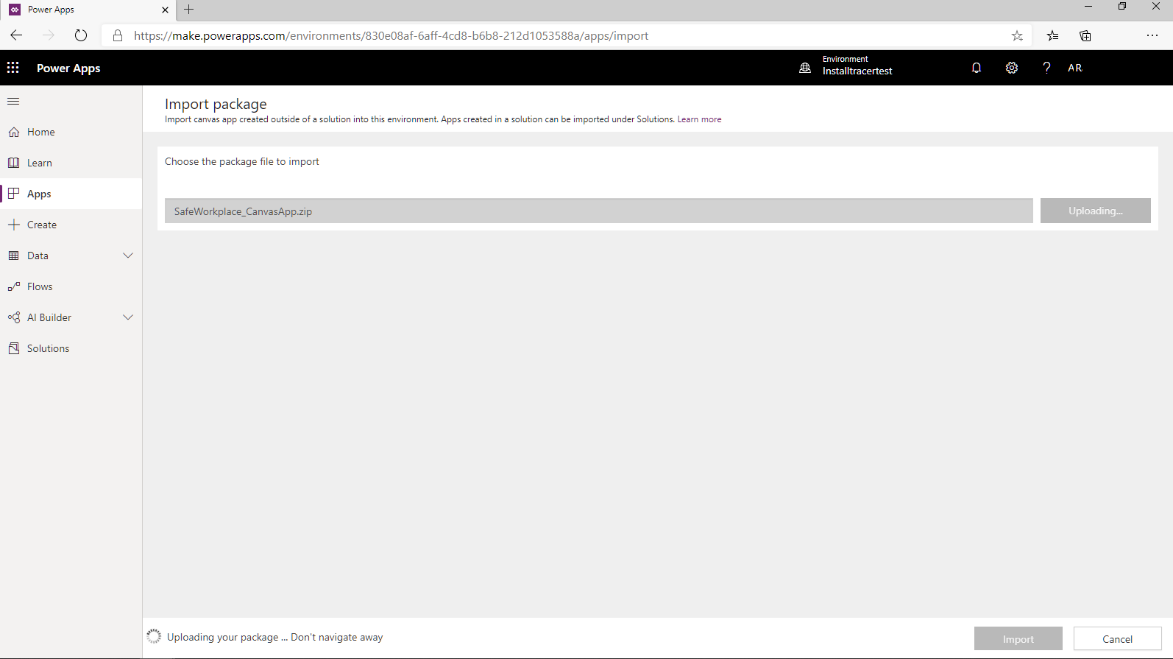 Power Apps
https://make.powerapps.com/environments/830e08af-6aff-4cd8-b6b8-212d1053588a/apps/import
Power Apps
Environment
Installtracertest
? AR
Import package
Import canvas app created outside of a solution into this environment. Apps created in a solution can be imported under Solutions. Learn more
Home
Learn
Apps
Create
Data
Flows
AI Builder
Solutions
Choose the package file to import
SafeWorkplace_CanvasApp.zip
Uploading...
Uploading your package ... Don't navigate away
Import
Cancel